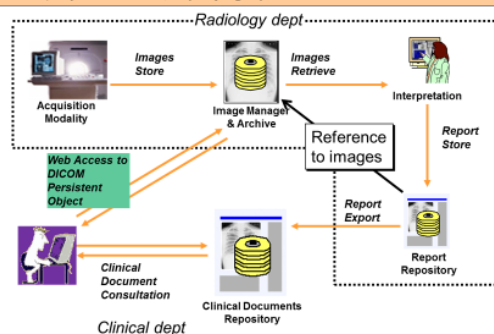 Radiology dept
Images
Store
Images
Retrieve
Acquisition
Modality
Image Manager
& Archive
Interpretation
Reference
to images
Report
Store
Web Access to
DICOM
Persistent
Object
Report
Export
Report
Repository
Clinical
Document
Consultation
Clinical Documents
Repository
Clinical dept